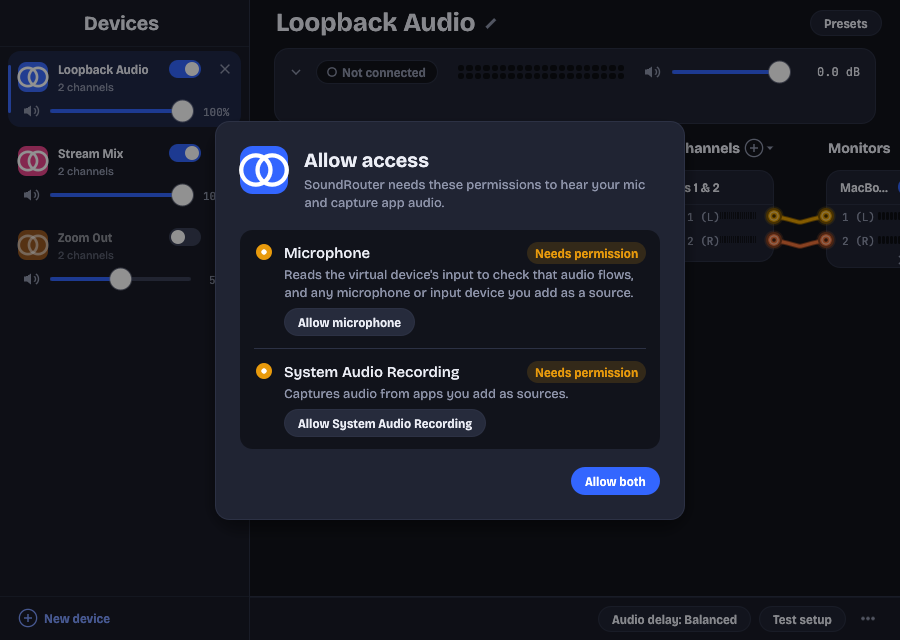 Devices
Loopback Audio
2 channels
100%
Stream Mix
2 channels
Zoom Out
2 channels
New device
Loopback Audio
Presets
Not connected
0.0 dB
Monitors
1 & 2
MacBo...
1 (L)
2 (R)
1 (L)
2 (R)
Allow access
SoundRouter needs these permissions to hear your mic
and capture app audio.
Microphone
Needs permission
Reads the virtual device's input to check that audio flows,
and any microphone or input device you add as a source.
Allow microphone
System Audio Recording
Needs permission
Captures audio from apps you add as sources.
Allow System Audio Recording
Allow both
Audio delay: Balanced
Test setup